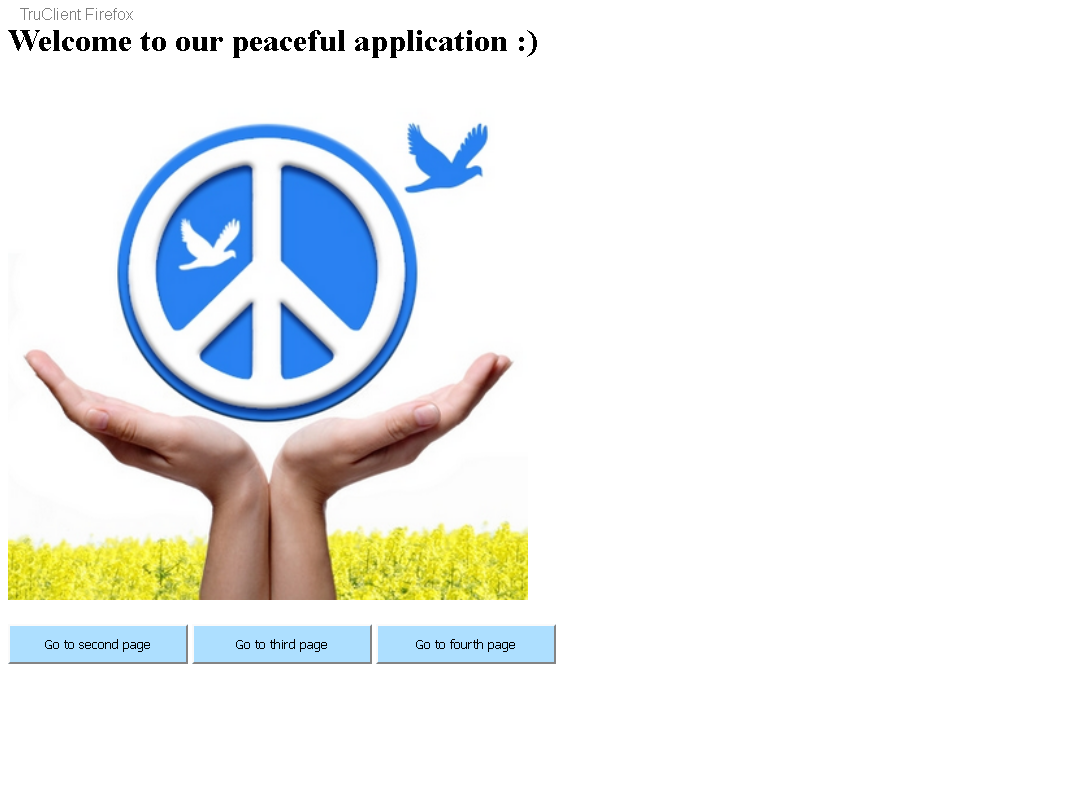 TruClient Firefox
Welcome to our peaceful application :)
Go to second page
Go to third page
Go to fourth page